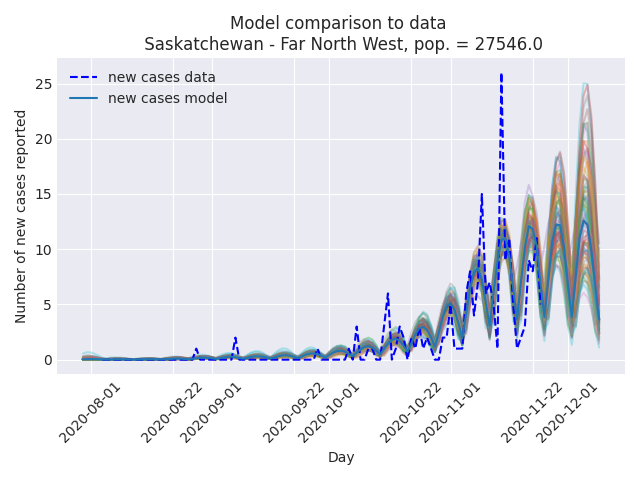 Model comparison to data
Saskatchewan - Far North West, pop. = 27546.0
new cases data
new cases model
Number of new cases reported
25
20
15
10
5
0
2020-08-01
2020-08-22
2020-09-01
2020-09-22
2020-10-01
2020-10-22
2020-11-01
2020-11-22
2020-12-01
Day